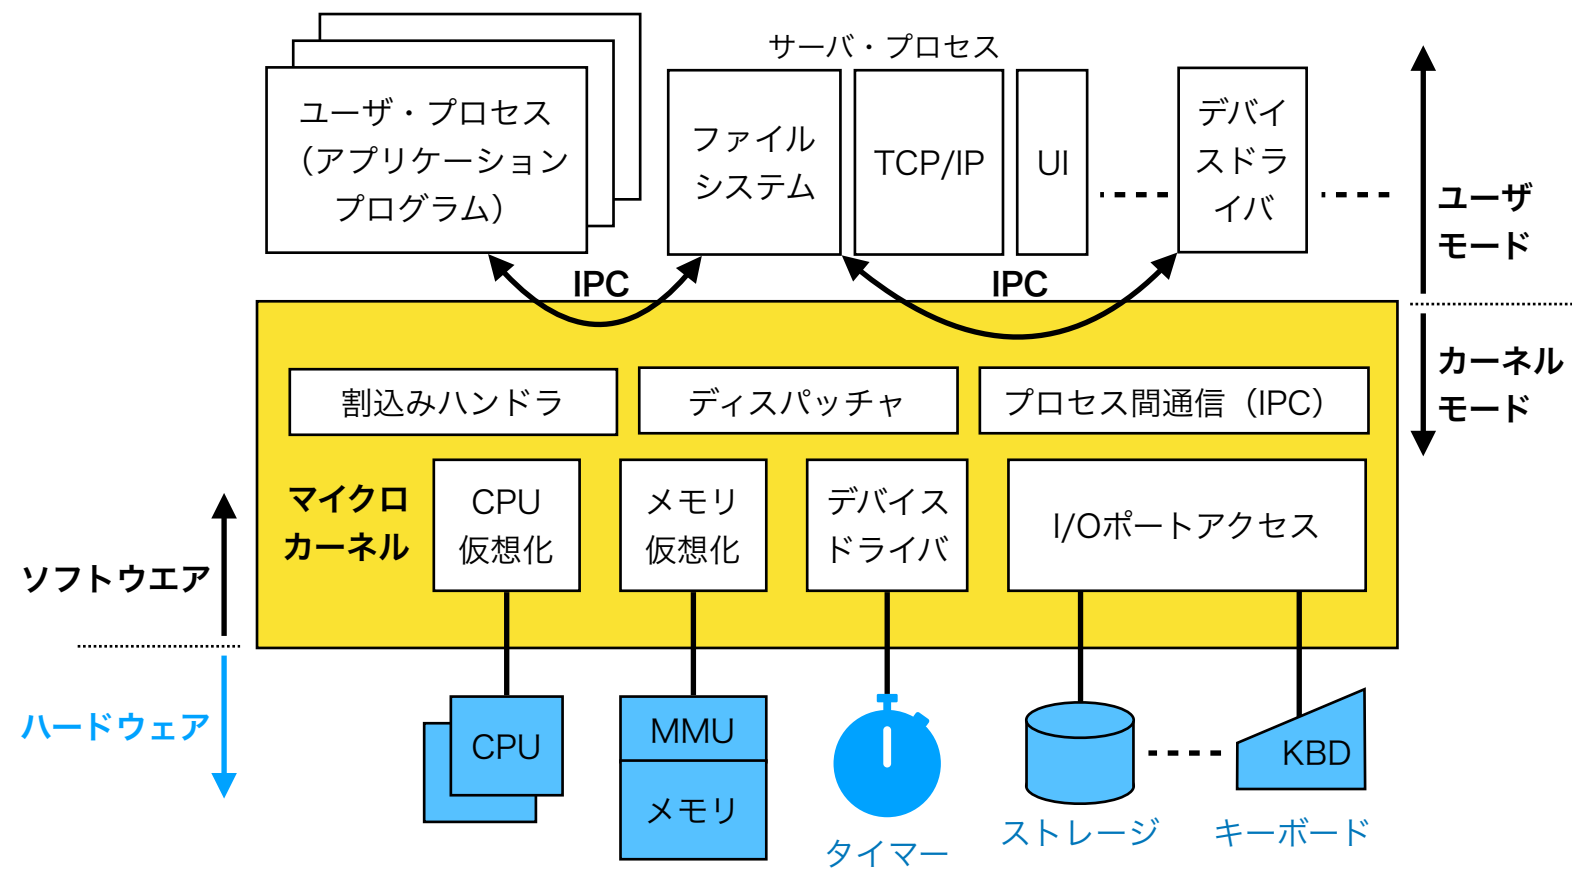 サーバ・プロセス
ユーザ・プロセス
（アプリケーション
プログラム）
ファイル
システム
TCP/IP
UI
デバイ
スドラ
イバ
ユーザ
モード
IPC
IPC
カーネル
モード
割込みハンドラ
ディスパッチャ
プロセス間通信（IPC）
マイクロ
カーネル
CPU
仮想化
メモリ
仮想化
デバイス
ドライバ
I/Oポートアクセス
ソフトウエア
ハードウェア
CPU
MMU
メモリ
KBD
タイマー
ストレージ
キーボード